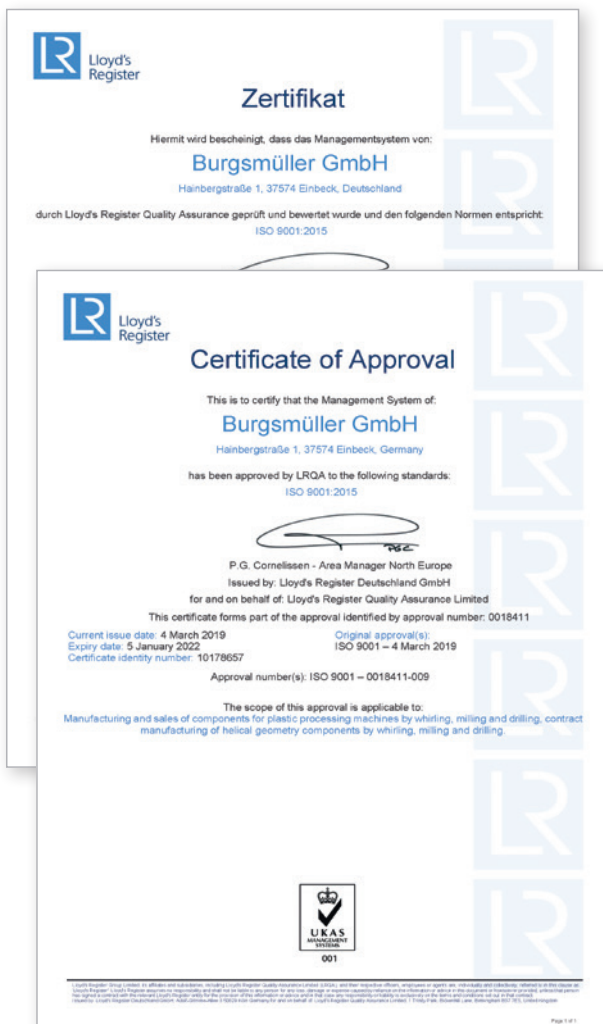 LR
Lloyd's
Register
Zertifikat
Hiermit wird bescheinigt, dass das Managementsystem von:
Burgsmüller GmbH
Hainbergstraße 1, 37574 Einbeck, Deutschland
durch Lloyd's Register Quality Assurance geprüft und bewertet wurde und den folgenden Normen entspricht:
ISO 9001:2015
LR
Lloyd's
Register
Certificate of Approval
This is to certify that the Management System of:
Burgsmüller GmbH
Hainbergstraße 1, 37574 Einbeck, Germany
has been approved by LRQA to the following standards:
ISO 9001:2015
PGC
P.G. Cornelissen - Area Manager North Europe
Issued by: Lloyd's Register Deutschland GmbH
for and on behalf of: Lloyd's Register Quality Assurance Limited
This certificate forms part of the approval identified by approval number: 0018411
Current issue date: 4 March 2019
Expiry date: 5 January 2022
Certificate identity number: 10178657
Original approval(s):
ISO 9001 – 4 March 2019
Approval number(s): ISO 9001 – 0018411-009
The scope of this approval is applicable to:
Manufacturing and sales of components for plastic processing machines by whirling, milling and drilling, contract
manufacturing of helical geometry components by whirling, milling and drilling.
UKAS
MANAGEMENT
SYSTEMS
001
Page 1 of 1